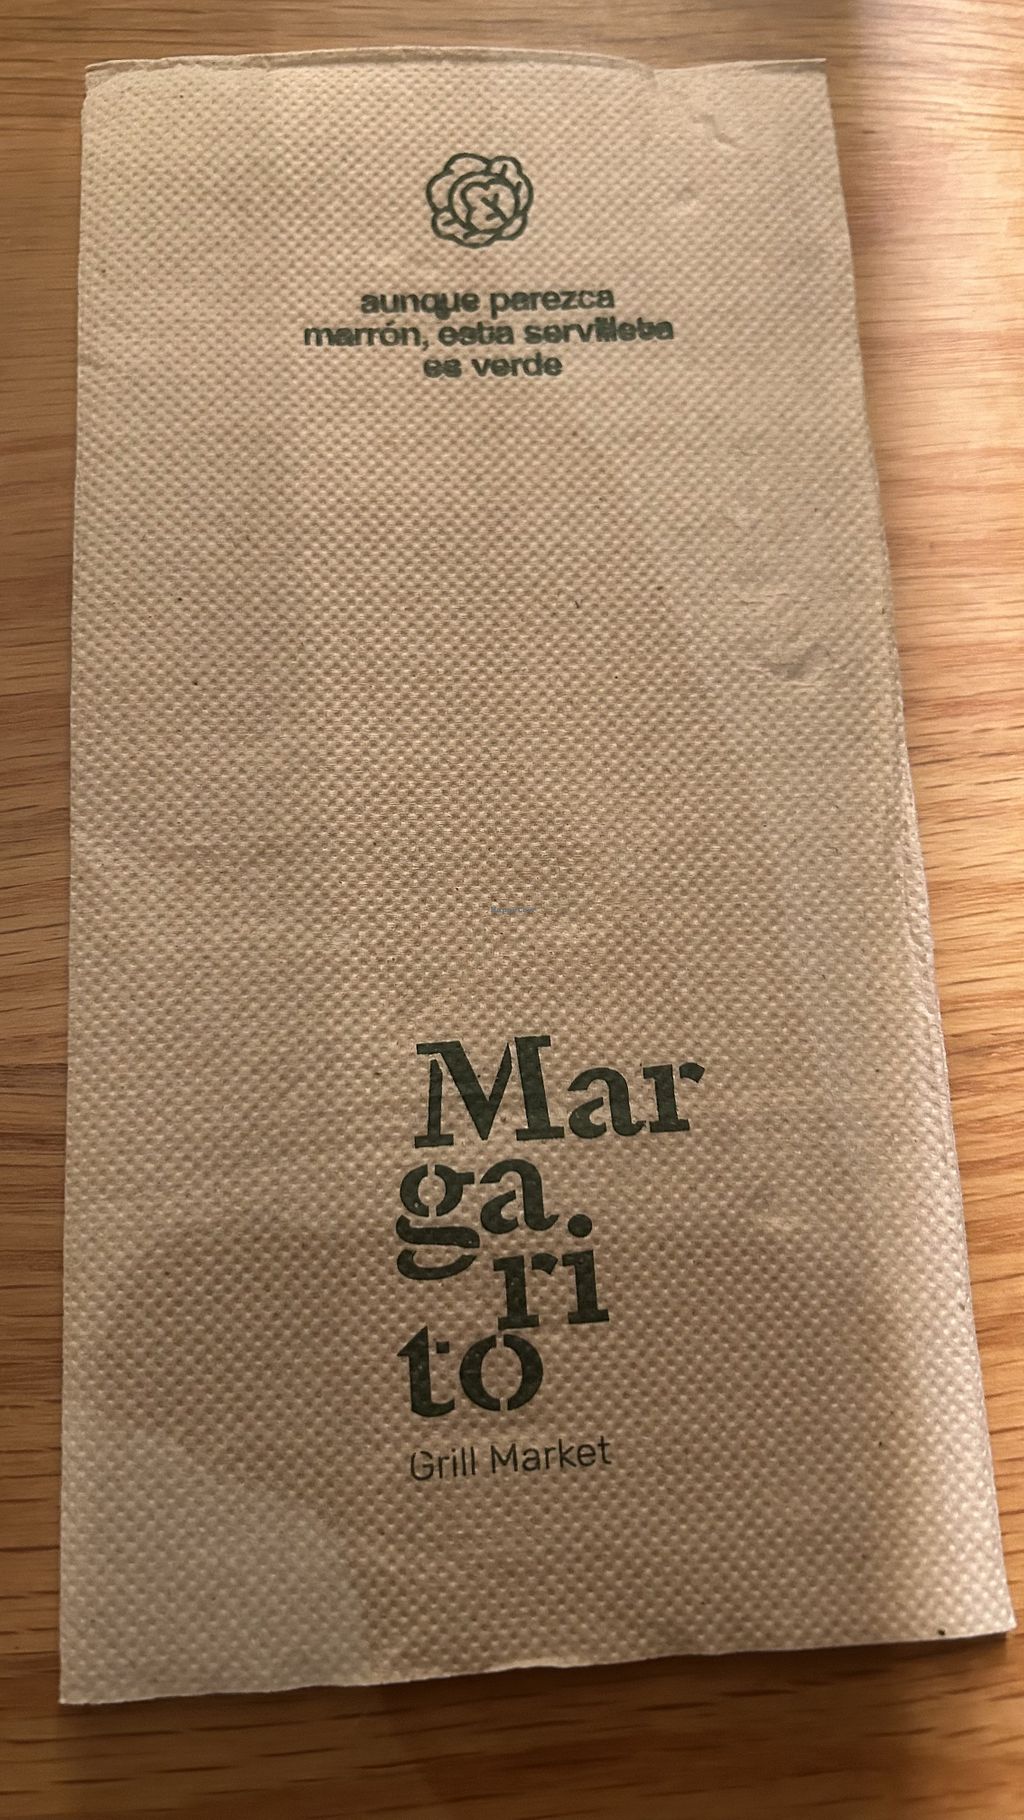 aunque parezca
marrón, esta servilleta
es verde
Mar
ga.
ri
to
Grill Market